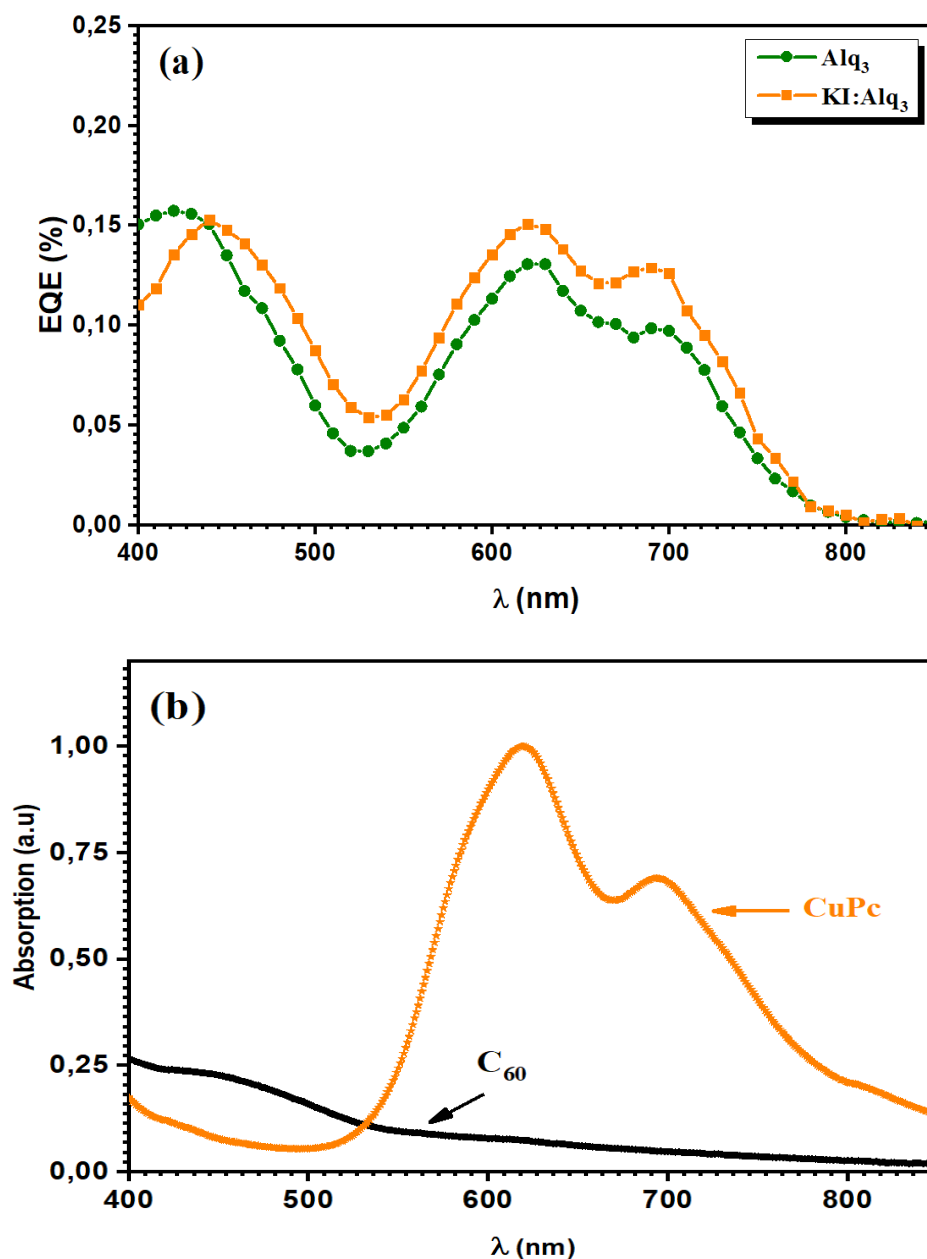 (a)
Alq₃
KI:Alq₃
0,25
0,20
0,15
0,10
0,05
0,00
EQE (%)
400 500 600 700 800
λ (nm)
(b)
1,00
0,75
0,50
0,25
0,00
Absorption (a.u)
CuPc
C₆₀
400 500 600 700 800
λ (nm)